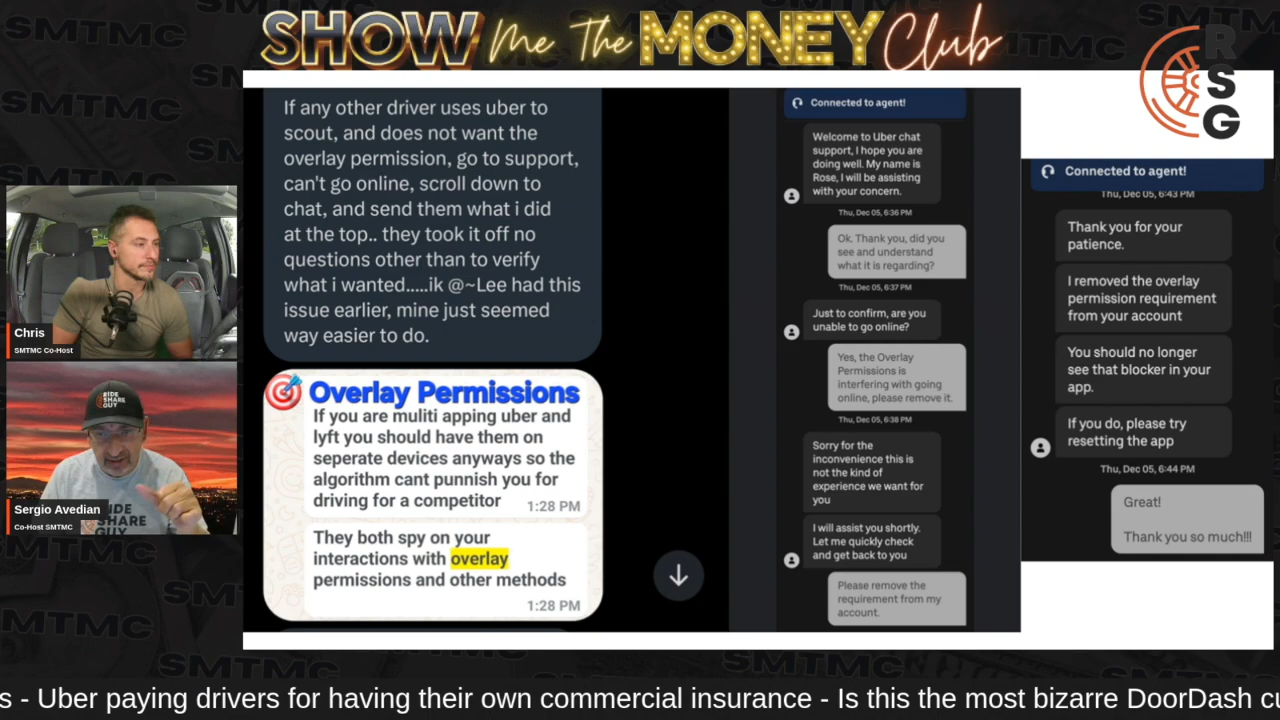 SHOW Me The MONEY Club
RSG
SMTMC
If any other driver uses uber to
scout, and does not want the
overlay permission, go to support,
can't go online, scroll down to
chat, and send them what i did
at the top.. they took it off no
questions other than to verify
what i wanted.....ik @~Lee had this
issue earlier, mine just seemed
way easier to do.
Overlay Permissions
If you are muliti apping uber and
lyft you should have them on
seperate devices anyways so the
algorithm cant punnish you for
driving for a competitor
1:28 PM
They both spy on your
interactions with overlay
permissions and other methods
1:28 PM
Connected to agent!
Welcome to Uber chat
support, I hope you are
doing well. My name is
Rose, I will be assisting
with your concern.
Thu, Dec 05, 6:36 PM
Ok. Thank you, did you
see and understand
what it is regarding?
Thu, Dec 05, 6:37 PM
Just to confirm, are you
unable to go online?
Yes, the Overlay
Permissions is
interfering with going
online, please remove it.
Thu, Dec 05, 6:38 PM
Sorry for the
inconvenience this is
not the kind of
experience we want for
you
I will assist you shortly.
Let me quickly check
and get back to you
Please remove the
requirement from my
account.
Connected to agent!
Thu, Dec 05, 6:43 PM
Thank you for your
patience.
I removed the overlay
permission requirement
from your account
You should no longer
see that blocker in your
app.
If you do, please try
resetting the app
Thu, Dec 05, 6:44 PM
Great!
Thank you so much!!!
Chris
SMTMC Co-Host
RIDE
SHARE
GUY
Sergio Avedian
Co-Host SMTMC
RIDE
SHARE
GUY
s - Uber paying drivers for having their own commercial insurance - Is this the most bizarre DoorDash cu